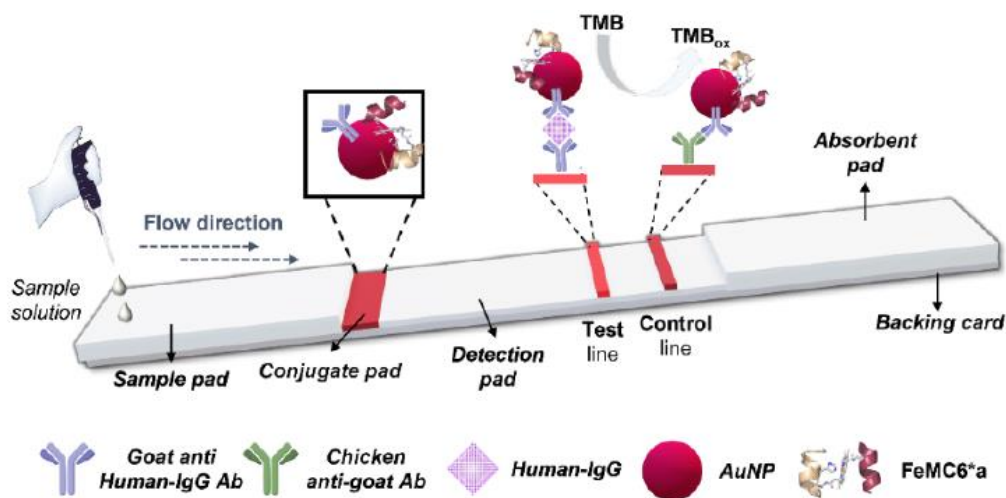 TMB
TMBox
Absorbent
pad
Flow direction
Sample
solution
Test
line
Control
line
Backing card
Detection
pad
Conjugate pad
Sample pad
Goat anti
Human-IgG Ab
Chicken
anti-goat Ab
Human-IgG
AuNP
FeMC6*a